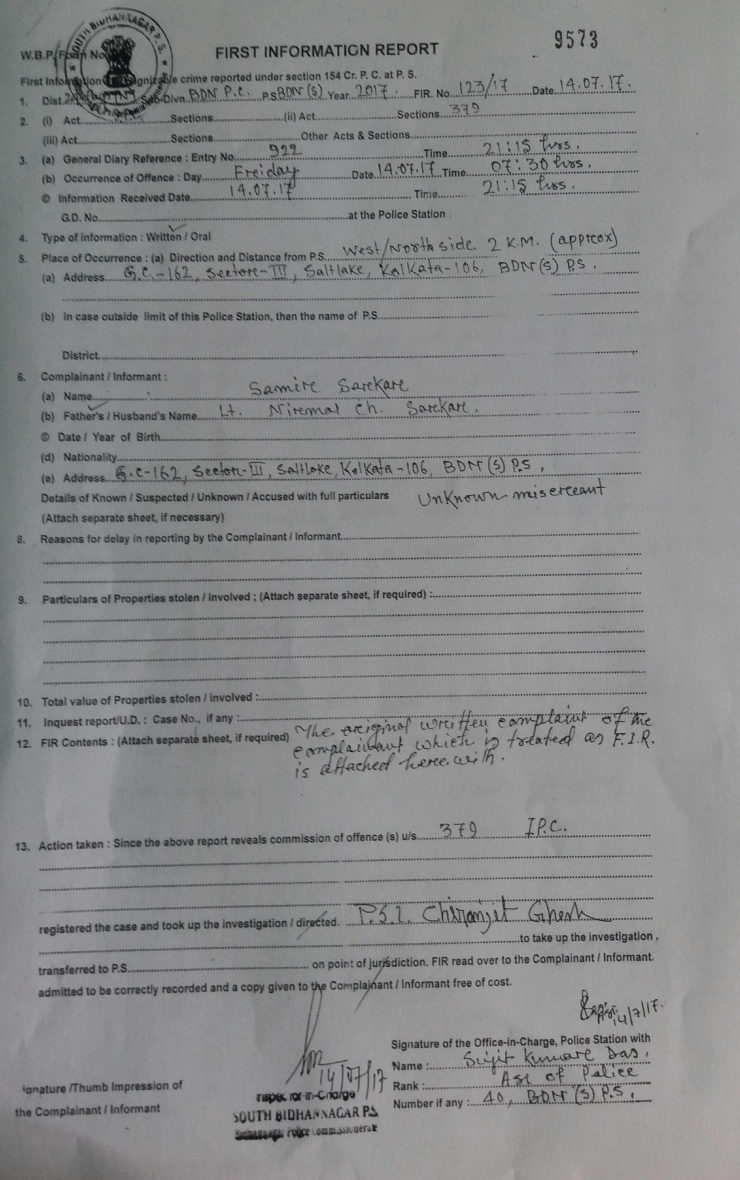 SOUTH BIDHANNAGAR P.S.
9573
W.B.P. Form No
FIRST INFORMATION REPORT
First Information cognizable crime reported under section 154 Cr. P. C. at P. S.
1. Dist. Sub-Divn. BDN P.C. P.S BDN (S) Year 2017 FIR. No. 123/17 Date 14.07.17.
2. (i) Act Sections (ii) Act Sections 379
(iii) Act Sections Other Acts & Sections
3. (a) General Diary Reference : Entry No. 922 Time 21:15 hrs.
(b) Occurrence of Offence : Day Freiday Date 14.07.17 Time 07:30 hrs.
© Information Received Date 14.07.17 Time 21:15 hrs.
G.D. No. at the Police Station :
4. Type of information : Written / Oral
5. Place of Occurrence : (a) Direction and Distance from P.S. West/North side 2 K.M. (approx)
(a) Address G.C.-162, Sector-III, Saltlake, Kolkata-106, BDN (S) P.S.
(b) In case outside limit of this Police Station, then the name of P.S.
District
6. Complainant / Informant :
(a) Name Samir Sarkar
(b) Father's / Husband's Name Lt. Nirmal Ch. Sarkar.
© Date / Year of Birth
(d) Nationality
(e) Address G.C-162, Sector-III, Saltlake, Kolkata-106, BDN (S) P.S,
Details of Known / Suspected / Unknown / Accused with full particulars Unknown miscreant
(Attach separate sheet, if necessary)
8. Reasons for delay in reporting by the Complainant / Informant
9. Particulars of Properties stolen / involved ; (Attach separate sheet, if required) :
10. Total value of Properties stolen / involved :
11. Inquest report/U.D. : Case No., if any :
12. FIR Contents : (Attach separate sheet, if required) The original written complaint of the
complainant which is treated as F.I.R.
is attached here with.
13. Action taken : Since the above report reveals commission of offence (s) u/s. 379 I.P.C.
registered the case and took up the investigation / directed. P.S.I. Chiranjit Ghosh
to take up the investigation ,
transferred to P.S. on point of jurisdiction. FIR read over to the Complainant / Informant.
admitted to be correctly recorded and a copy given to the Complainant / Informant free of cost.
14/7/17.
Signature of the Office-in-Charge, Police Station with
14/07/17
Name : Sujit Kumar Das,
Rank : ASI of Police
Number if any : 40, BDN (S) P.S,
ignature /Thumb Impression of
the Complainant / Informant
Inspector-in-Charge
SOUTH BIDHANNAGAR P.S.
Bidhannagar Police Commissionerate